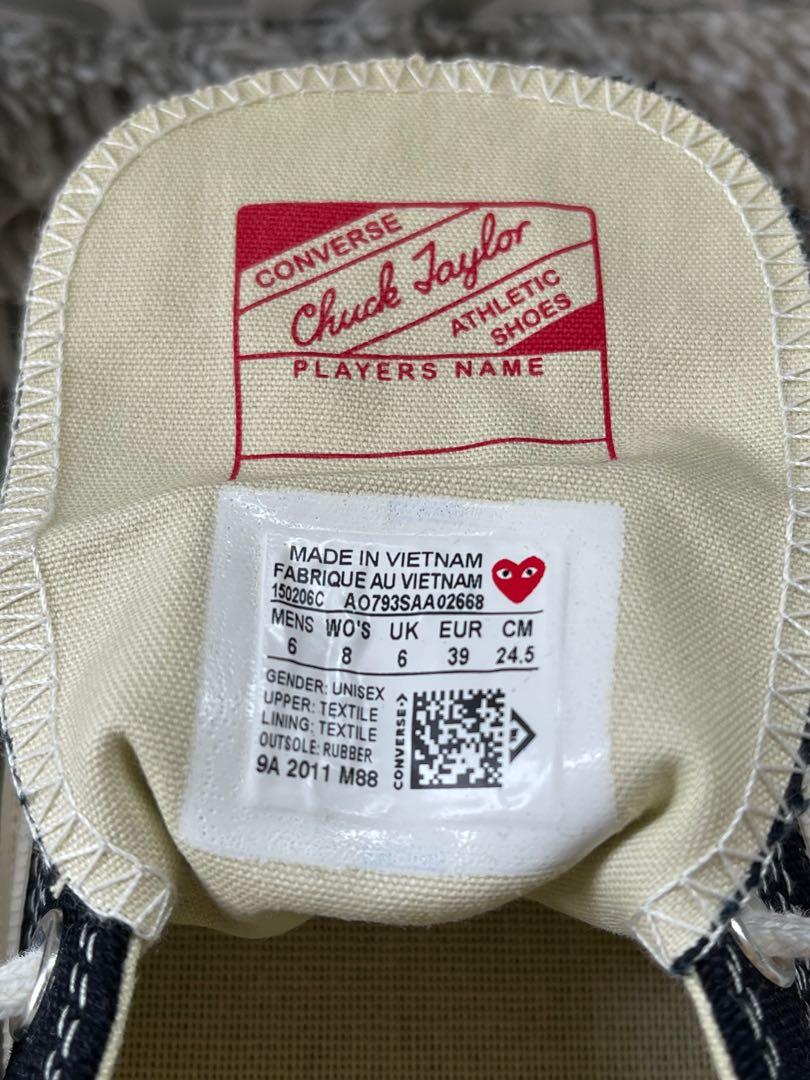 CONVERSE
Chuck Taylor
ATHLETIC
SHOES
PLAYERS NAME
MADE IN VIETNAM
FABRIQUE AU VIETNAM
150206C AO793SAA02668
MENS WO'S UK EUR CM
6 8 6 39 24.5
GENDER: UNISEX
UPPER: TEXTILE
LINING: TEXTILE
OUTSOLE: RUBBER
9A 2011 M88
CONVERSE